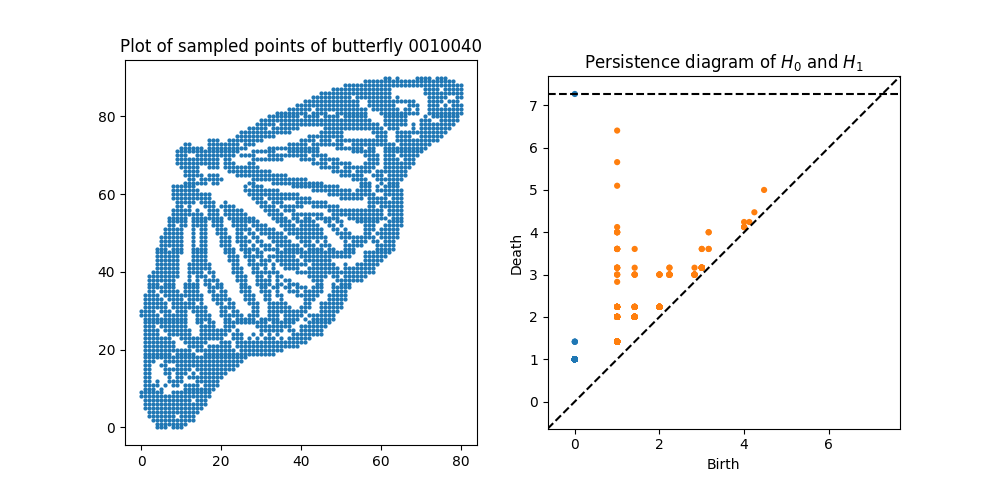 Plot of sampled points of butterfly 0010040
80
60
40
20
0
0 20 40 60 80
Persistence diagram of H₀ and H₁
7
6
5
4
3
2
1
0
Death
0 2 4 6
Birth